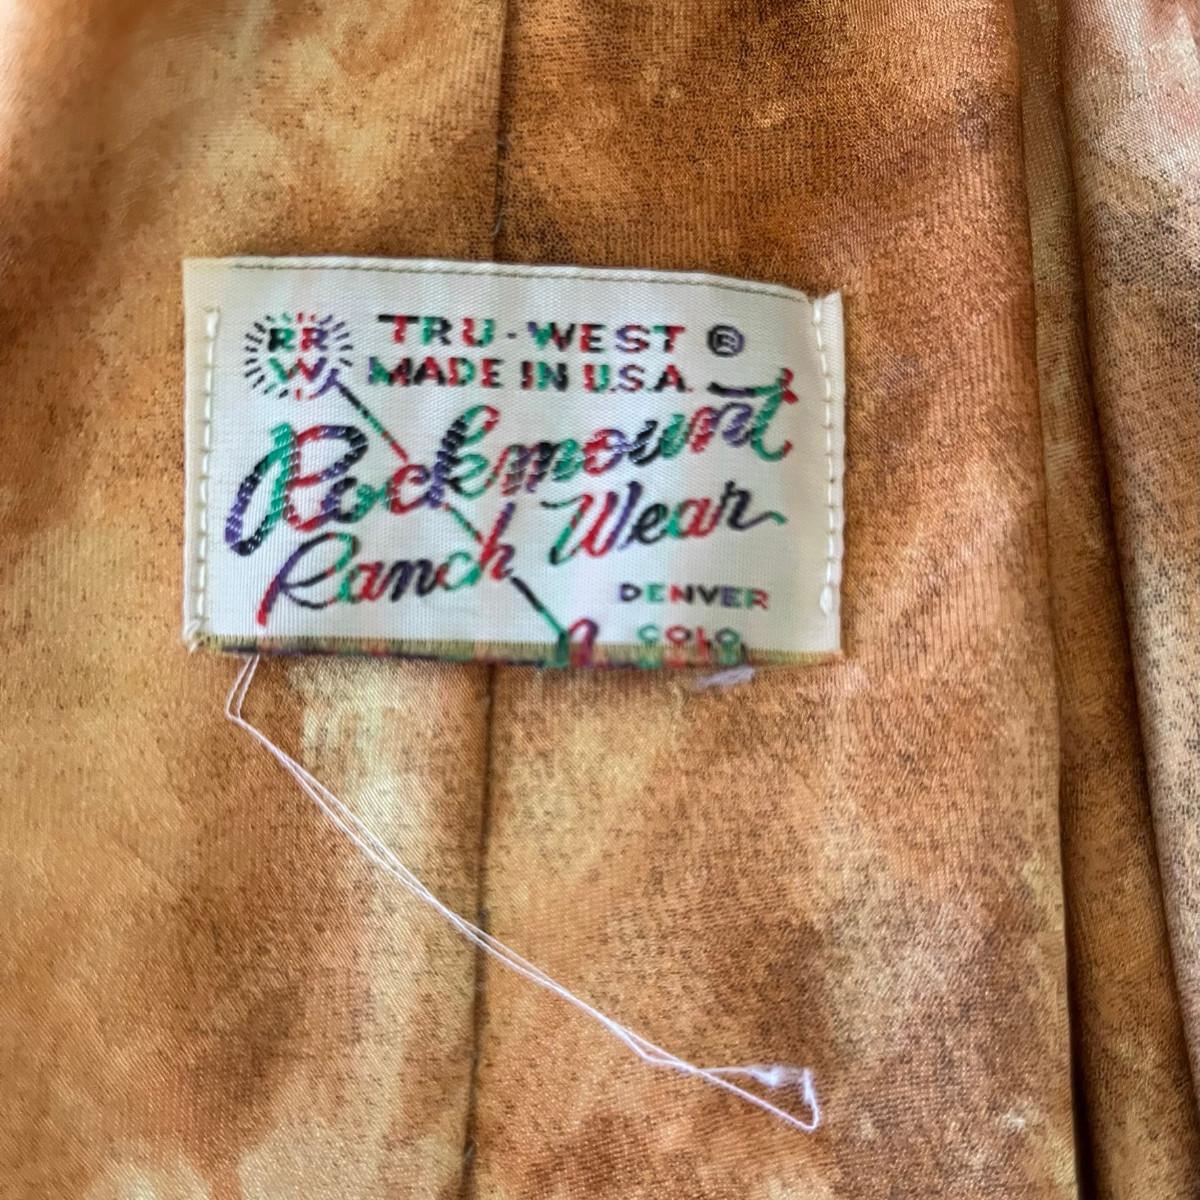 RR
W
TRU-WEST ®
MADE IN U.S.A.
Rockmount
Ranch Wear
DENVER
COLO